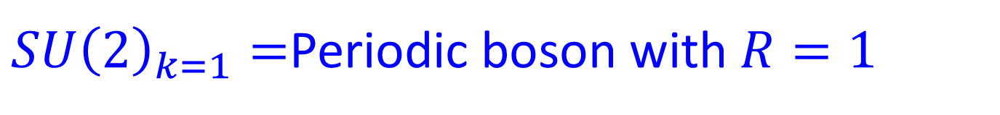 𝑆𝑈(2)ₖ₌₁ =Periodic boson with 𝑅 = 1